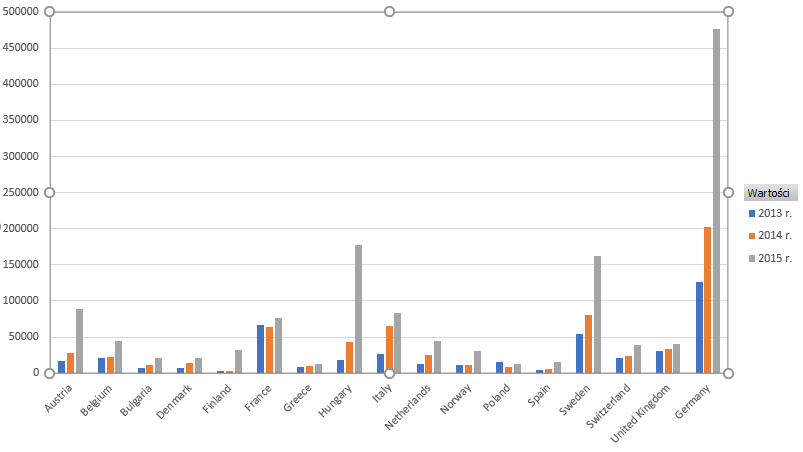 500000
450000
400000
350000
300000
250000
200000
150000
100000
50000
0
Austria
Belgium
Bulgaria
Denmark
Finland
France
Greece
Hungary
Italy
Netherlands
Norway
Poland
Spain
Sweden
Switzerland
United Kingdom
Germany
Wartości
2013 r.
2014 r.
2015 r.